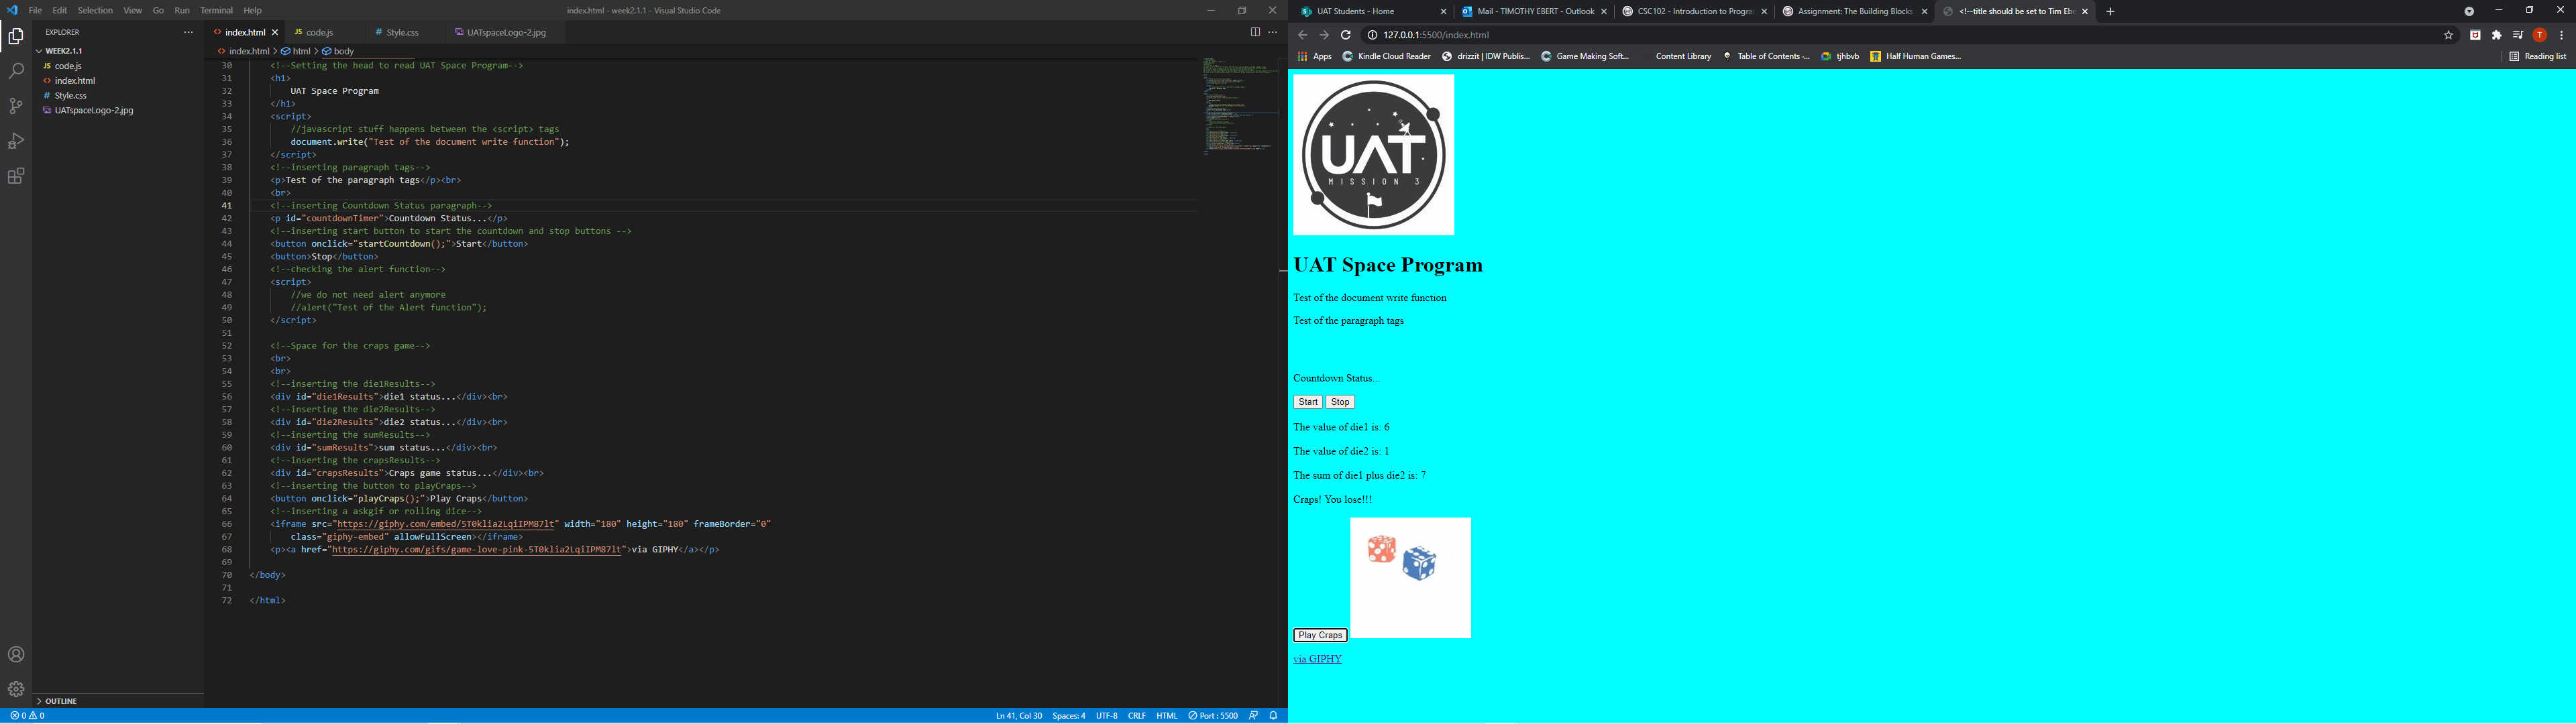 File Edit Selection View Go Run Terminal Help
index.html - week2.1.1 - Visual Studio Code
EXPLORER
WEEK2.1.1
JS code.js
index.html
# Style.css
UATspaceLogo-2.jpg
index.html JS code.js # Style.css UATspaceLogo-2.jpg
index.html > html > body
30 <!--Setting the head to read UAT Space Program-->
31 <h1>
32 UAT Space Program
33 </h1>
34 <script>
35 //javascript stuff happens between the <script> tags
36 document.write("Test of the document write function");
37 </script>
38 <!--inserting paragraph tags-->
39 <p>Test of the paragraph tags</p><br>
40 <br>
41 <!--inserting Countdown Status paragraph-->
42 <p id="countdownTimer">Countdown Status...</p>
43 <!--inserting start button to start the countdown and stop buttons -->
44 <button onclick="startCountdown();">Start</button>
45 <button>Stop</button>
46 <!--checking the alert function-->
47 <script>
48 //we do not need alert anymore
49 //alert("Test of the Alert function");
50 </script>
51
52 <!--Space for the craps game-->
53 <br>
54 <br>
55 <!--inserting the die1Results-->
56 <div id="die1Results">die1 status...</div><br>
57 <!--inserting the die2Results-->
58 <div id="die2Results">die2 status...</div><br>
59 <!--inserting the sumResults-->
60 <div id="sumResults">sum status...</div><br>
61 <!--inserting the crapsResults-->
62 <div id="crapsResults">Craps game status...</div><br>
63 <!--inserting the button to playCraps-->
64 <button onclick="playCraps();">Play Craps</button>
65 <!--inserting a askgif or rolling dice-->
66 <iframe src="https://giphy.com/embed/5T0klia2LqiIPM87lt" width="180" height="180" frameBorder="0"
67 class="giphy-embed" allowFullScreen></iframe>
68 <p><a href="https://giphy.com/gifs/game-love-pink-5T0klia2LqiIPM87lt">via GIPHY</a></p>
69
70 </body>
71
72 </html>
OUTLINE
0 0
Ln 41, Col 30 Spaces: 4 UTF-8 CRLF HTML Port : 5500
UAT Students - Home
Mail - TIMOTHY EBERT - Outlook
CSC102 - Introduction to Progra
Assignment: The Building Blocks
<!--title should be set to Tim Eb
127.0.0.1:5500/index.html
T
Apps Kindle Cloud Reader drizzit | IDW Publis... Game Making Soft... Content Library Table of Contents -... tjhbvb Half Human Games... Reading list
UAT
MISSION 3
UAT Space Program
Test of the document write function
Test of the paragraph tags
Countdown Status...
Start Stop
The value of die1 is: 6
The value of die2 is: 1
The sum of die1 plus die2 is: 7
Craps! You lose!!!
Play Craps
via GIPHY